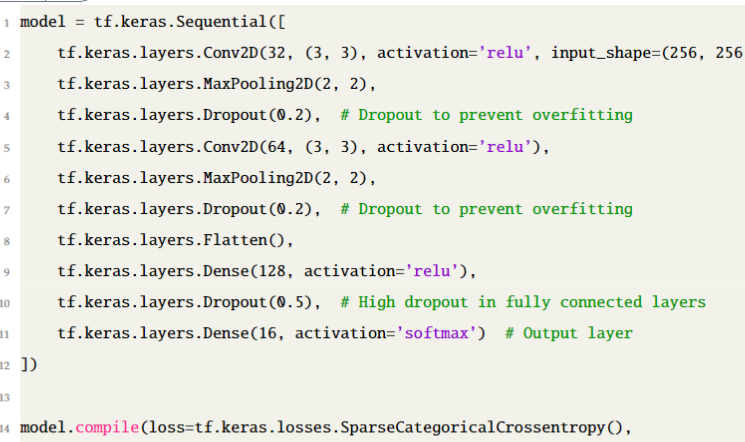 1 model = tf.keras.Sequential([
2     tf.keras.layers.Conv2D(32, (3, 3), activation='relu', input_shape=(256, 256
3     tf.keras.layers.MaxPooling2D(2, 2),
4     tf.keras.layers.Dropout(0.2),  # Dropout to prevent overfitting
5     tf.keras.layers.Conv2D(64, (3, 3), activation='relu'),
6     tf.keras.layers.MaxPooling2D(2, 2),
7     tf.keras.layers.Dropout(0.2),  # Dropout to prevent overfitting
8     tf.keras.layers.Flatten(),
9     tf.keras.layers.Dense(128, activation='relu'),
10     tf.keras.layers.Dropout(0.5),  # High dropout in fully connected layers
11     tf.keras.layers.Dense(16, activation='softmax')  # Output layer
12 ])
13
14 model.compile(loss=tf.keras.losses.SparseCategoricalCrossentropy(),